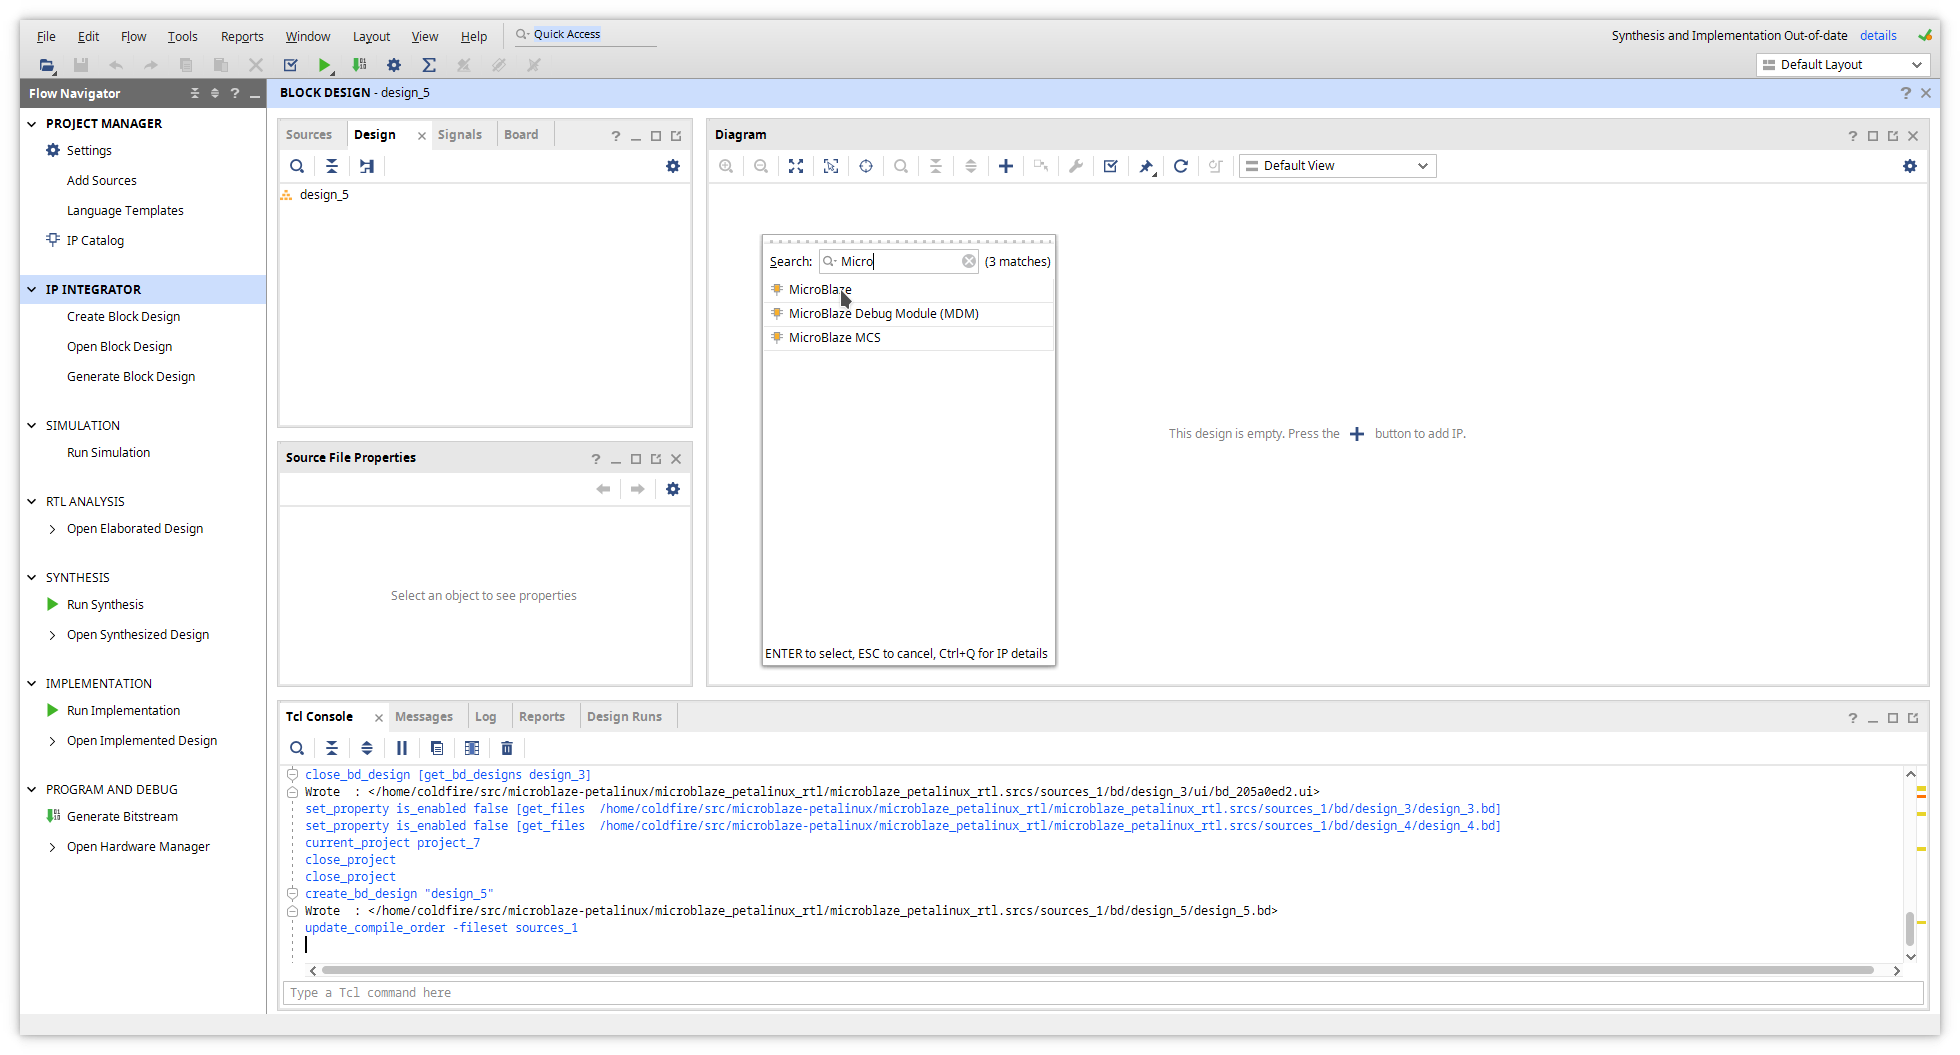 File Edit Flow Tools Reports Window Layout View Help Quick Access
Synthesis and Implementation Out-of-date details
Default Layout
Flow Navigator
?
BLOCK DESIGN - design_5
?
PROJECT MANAGER
Settings
Add Sources
Language Templates
IP Catalog
IP INTEGRATOR
Create Block Design
Open Block Design
Generate Block Design
SIMULATION
Run Simulation
RTL ANALYSIS
Open Elaborated Design
SYNTHESIS
Run Synthesis
Open Synthesized Design
IMPLEMENTATION
Run Implementation
Open Implemented Design
PROGRAM AND DEBUG
Generate Bitstream
Open Hardware Manager
Sources Design Signals Board
?
design_5
Source File Properties
?
Select an object to see properties
Diagram
?
Default View
Search: Micro (3 matches)
MicroBlaze
MicroBlaze Debug Module (MDM)
MicroBlaze MCS
ENTER to select, ESC to cancel, Ctrl+Q for IP details
This design is empty. Press the + button to add IP.
Tcl Console Messages Log Reports Design Runs
?
close_bd_design [get_bd_designs design_3]
Wrote  : </home/coldfire/src/microblaze-petalinux/microblaze_petalinux_rtl/microblaze_petalinux_rtl.srcs/sources_1/bd/design_3/ui/bd_205a0ed2.ui>
set_property is_enabled false [get_files  /home/coldfire/src/microblaze-petalinux/microblaze_petalinux_rtl/microblaze_petalinux_rtl.srcs/sources_1/bd/design_3/design_3.bd]
set_property is_enabled false [get_files  /home/coldfire/src/microblaze-petalinux/microblaze_petalinux_rtl/microblaze_petalinux_rtl.srcs/sources_1/bd/design_4/design_4.bd]
current_project project_7
close_project
close_project
create_bd_design "design_5"
Wrote  : </home/coldfire/src/microblaze-petalinux/microblaze_petalinux_rtl/microblaze_petalinux_rtl.srcs/sources_1/bd/design_5/design_5.bd>
update_compile_order -fileset sources_1
Type a Tcl command here